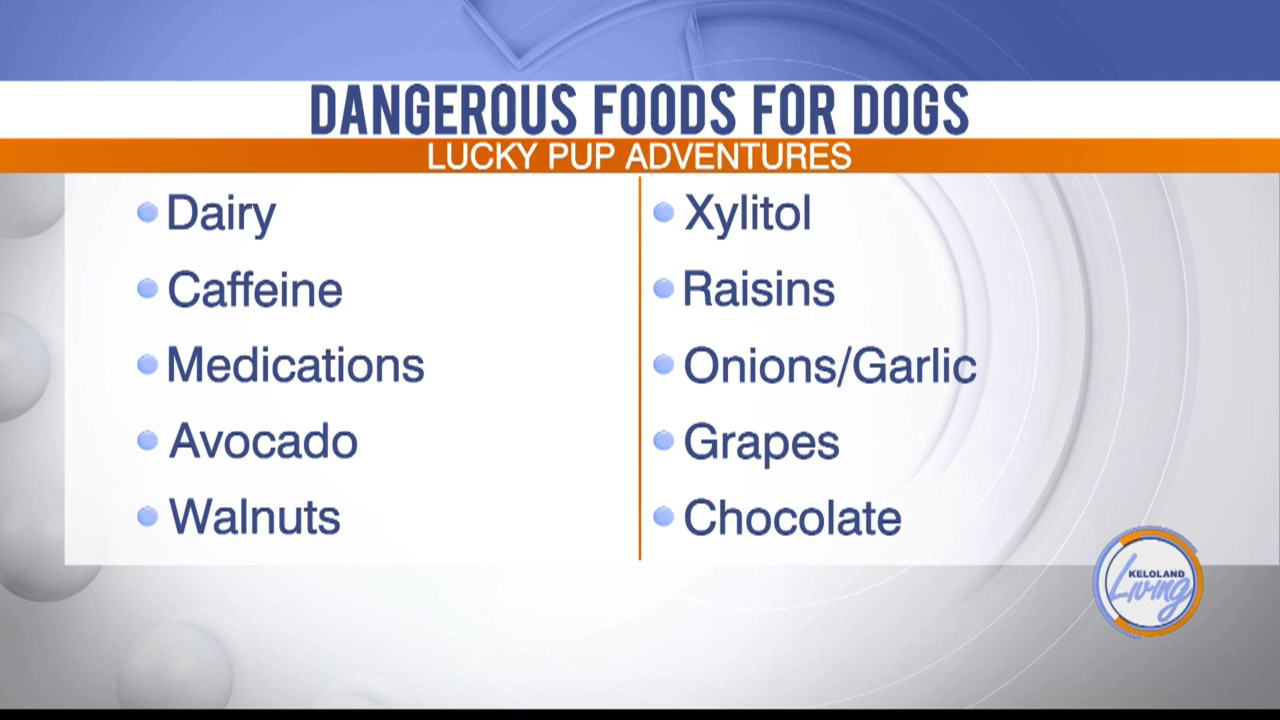 DANGEROUS FOODS FOR DOGS
LUCKY PUP ADVENTURES
Dairy
Caffeine
Medications
Avocado
Walnuts
Xylitol
Raisins
Onions/Garlic
Grapes
Chocolate
KELOLAND
Living